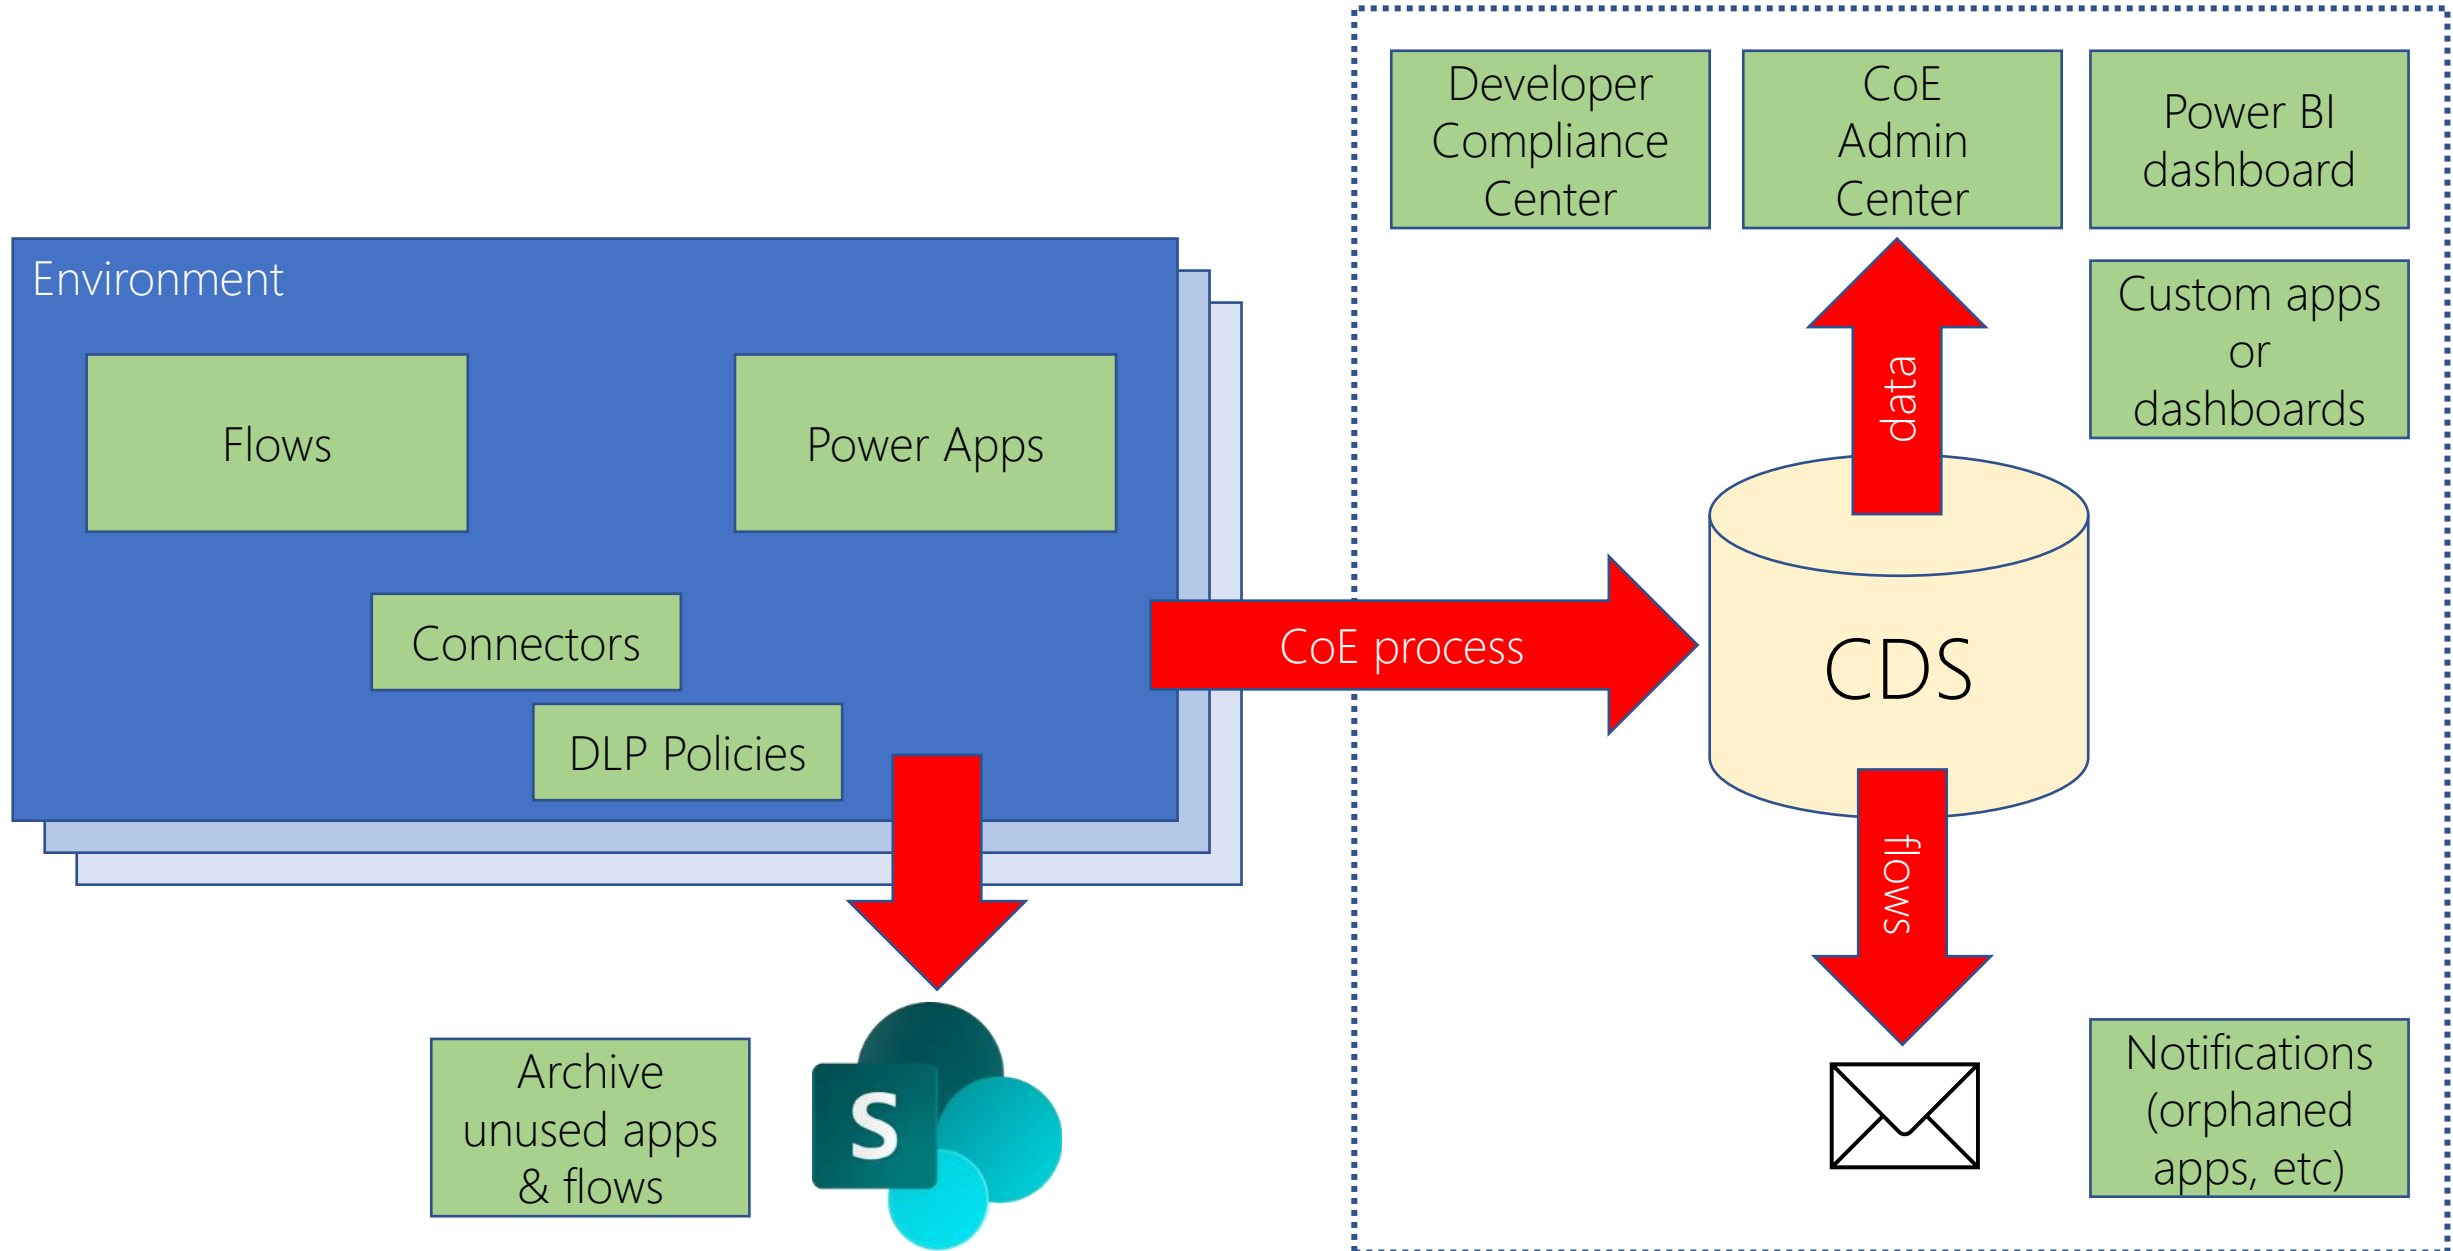 Developer
Compliance
Center
CoE
Admin
Center
Power BI
dashboard
Environment
Custom apps
or
dashboards
Flows
Power Apps
data
Connectors
CoE process
CDS
DLP Policies
flows
Archive
unused apps
& flows
S
Notifications
(orphaned
apps, etc)